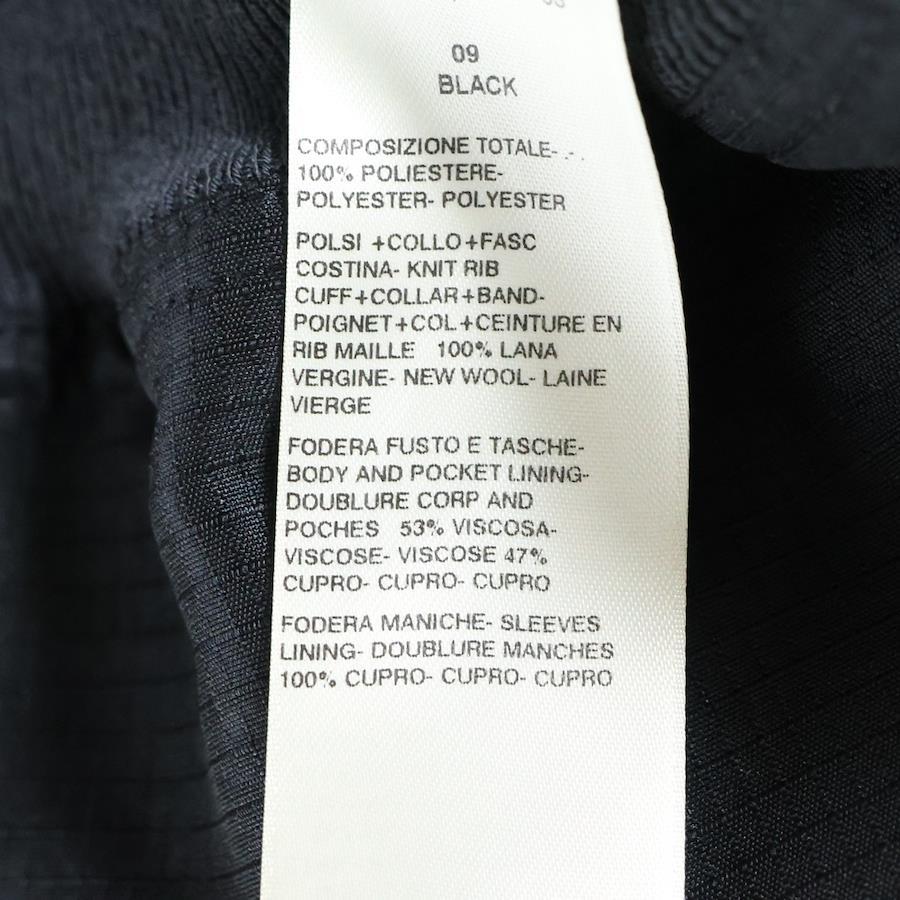 09
BLACK
COMPOSIZIONE TOTALE-
100% POLIESTERE-
POLYESTER- POLYESTER
POLSI +COLLO+FASC
COSTINA- KNIT RIB
CUFF+COLLAR+BAND-
POIGNET+COL+CEINTURE EN
RIB MAILLE 100% LANA
VERGINE- NEW WOOL- LAINE
VIERGE
FODERA FUSTO E TASCHE-
BODY AND POCKET LINING-
DOUBLURE CORP AND
POCHES 53% VISCOSA-
VISCOSE- VISCOSE 47%
CUPRO- CUPRO- CUPRO
FODERA MANICHE- SLEEVES
LINING- DOUBLURE MANCHES
100% CUPRO- CUPRO- CUPRO